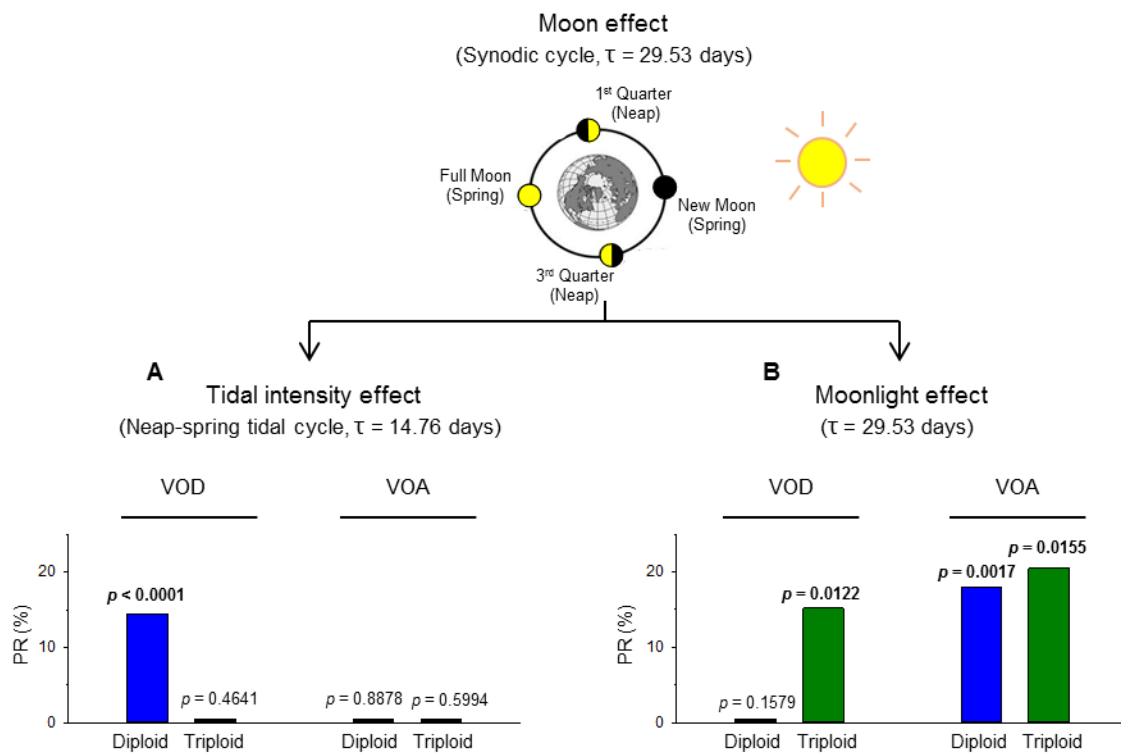 Moon effect
(Synodic cycle, τ = 29.53 days)
1st Quarter
(Neap)
Full Moon
(Spring)
New Moon
(Spring)
3rd Quarter
(Neap)
A
Tidal intensity effect
(Neap-spring tidal cycle, τ = 14.76 days)
VOD
VOA
PR (%)
20
10
0
p < 0.0001
p = 0.4641
p = 0.8878
p = 0.5994
Diploid
Triploid
Diploid
Triploid
B
Moonlight effect
(τ = 29.53 days)
VOD
VOA
PR (%)
20
10
0
p = 0.1579
p = 0.0122
p = 0.0017
p = 0.0155
Diploid
Triploid
Diploid
Triploid